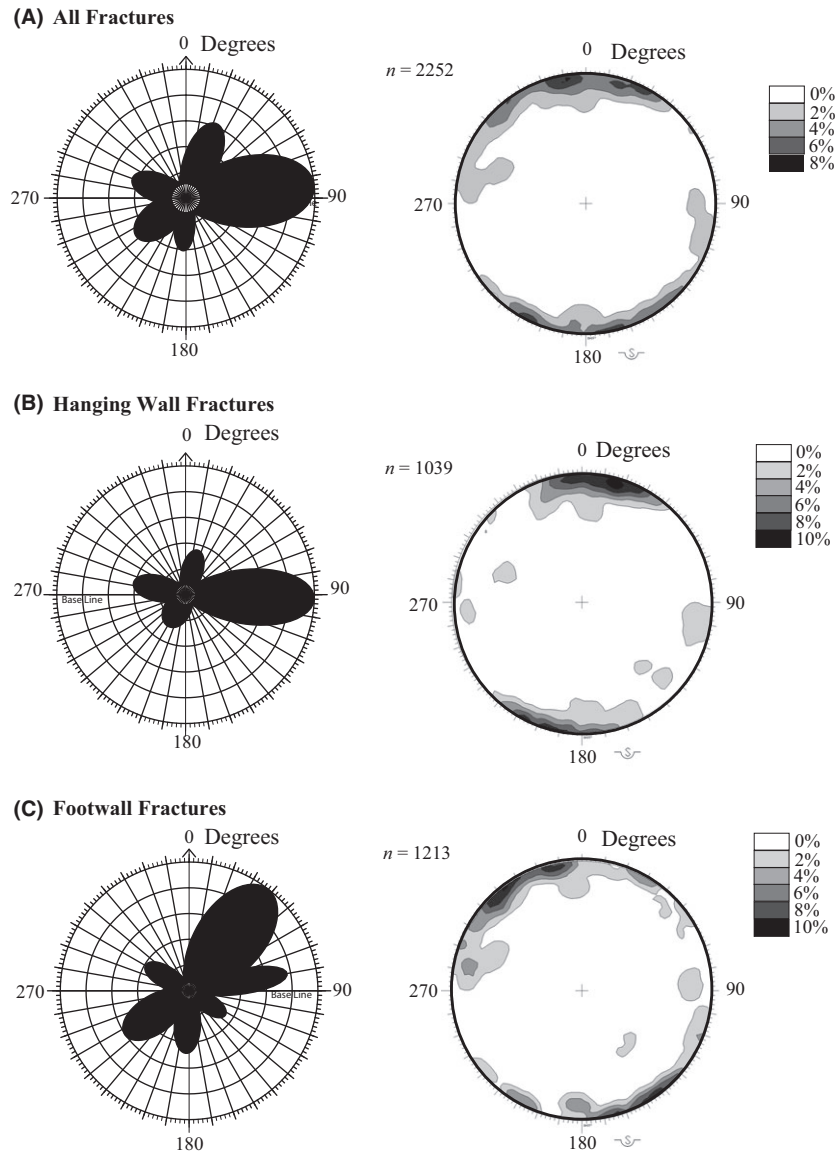 (A) All Fractures
0 Degrees
270
90
180
n = 2252
0 Degrees
270
90
180
S
0%
2%
4%
6%
8%
(B) Hanging Wall Fractures
0 Degrees
270
Base Line
90
180
n = 1039
0 Degrees
270
90
180
S
0%
2%
4%
6%
8%
10%
(C) Footwall Fractures
0 Degrees
270
Base Line
90
180
n = 1213
0 Degrees
270
90
180
S
0%
2%
4%
6%
8%
10%